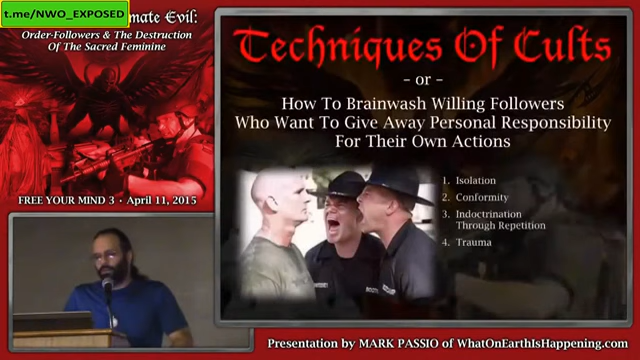 t.me/NWO_EXPOSED
mate Evil:
Order-Followers & The Destruction
Of The Sacred Feminine
FREE YOUR MIND 3 • April 11, 2015
Techniques Of Cults
– or –
How To Brainwash Willing Followers
Who Want To Give Away Personal Responsibility
For Their Own Actions
1. Isolation
2. Conformity
3. Indoctrination
Through Repetition
4. Trauma
Presentation by MARK PASSIO of WhatOnEarthIsHappening.com